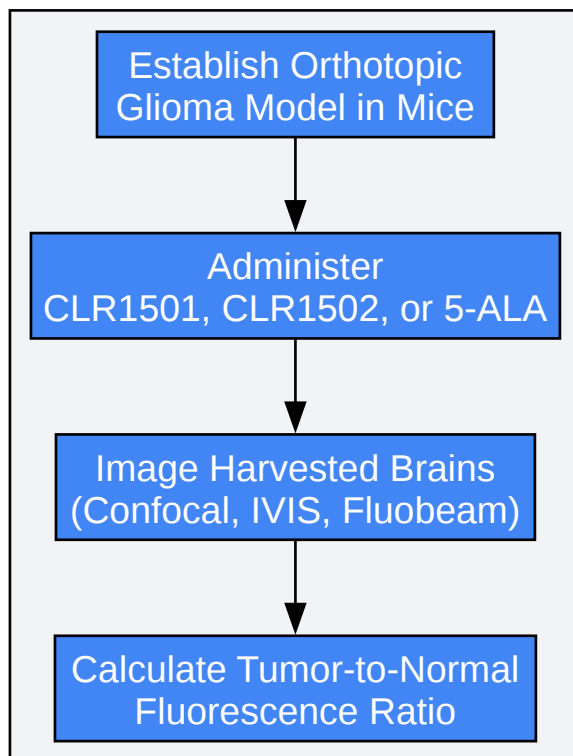 Establish Orthotopic
Glioma Model in Mice
Administer
CLR1501, CLR1502, or 5-ALA
Image Harvested Brains
(Confocal, IVIS, Fluobeam)
Calculate Tumor-to-Normal
Fluorescence Ratio